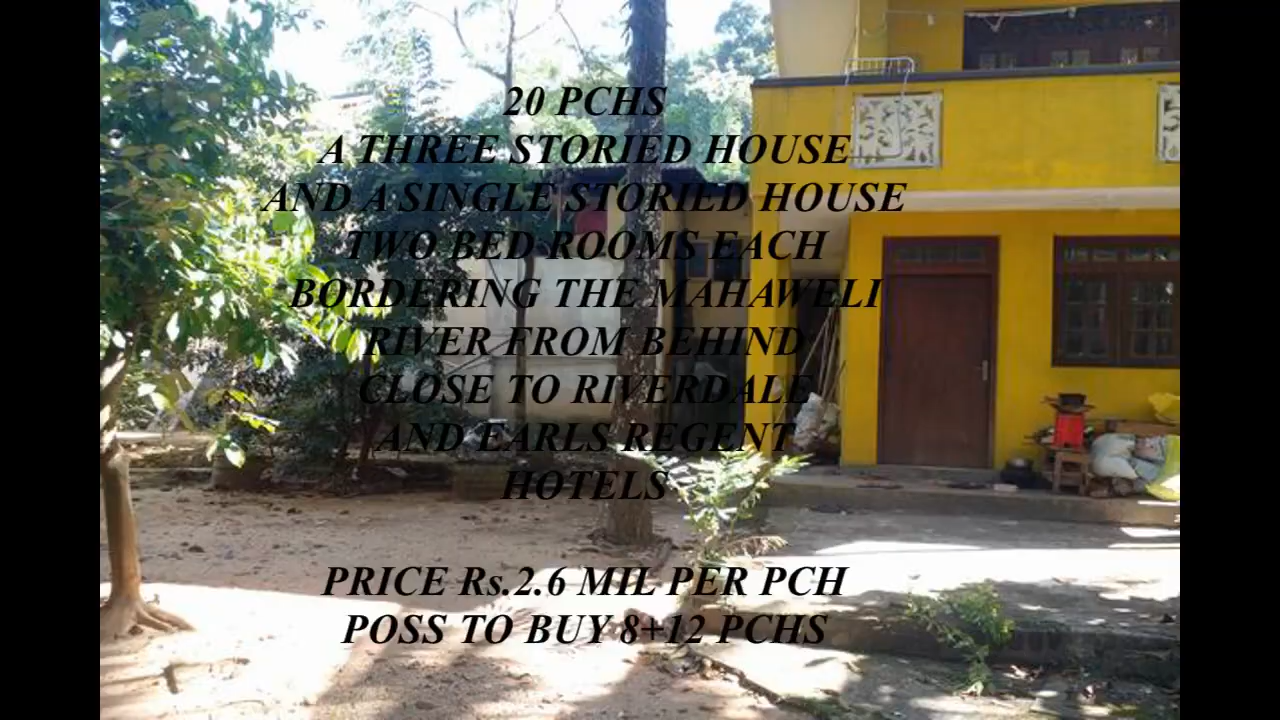 20 PCHS
A THREE STORIED HOUSE
AND A SINGLE STORIED HOUSE
TWO BED ROOMS EACH
BORDERING THE MAHAWELI
RIVER FROM BEHIND
CLOSE TO RIVERDALE
AND EARLS REGENT
HOTELS
PRICE Rs.2.6 MIL PER PCH
POSS TO BUY 8+12 PCHS